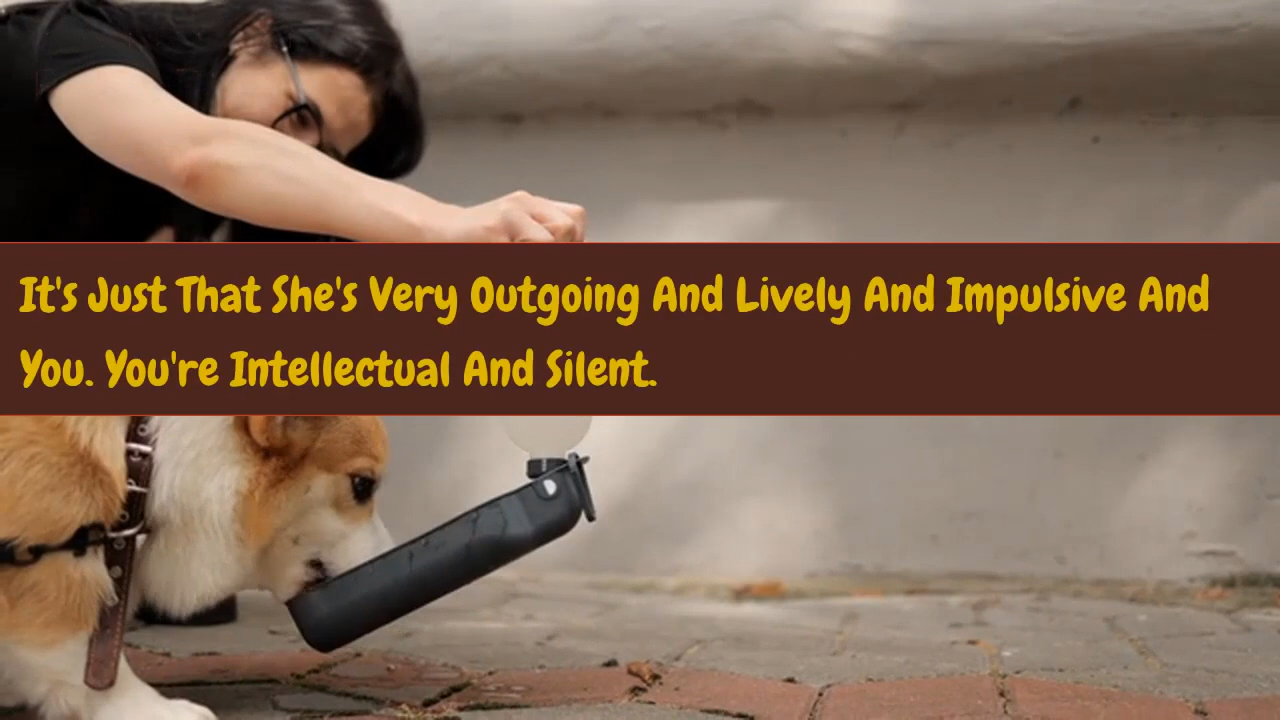 It's Just That She's Very Outgoing And Lively And Impulsive And
You. You're Intellectual And Silent.